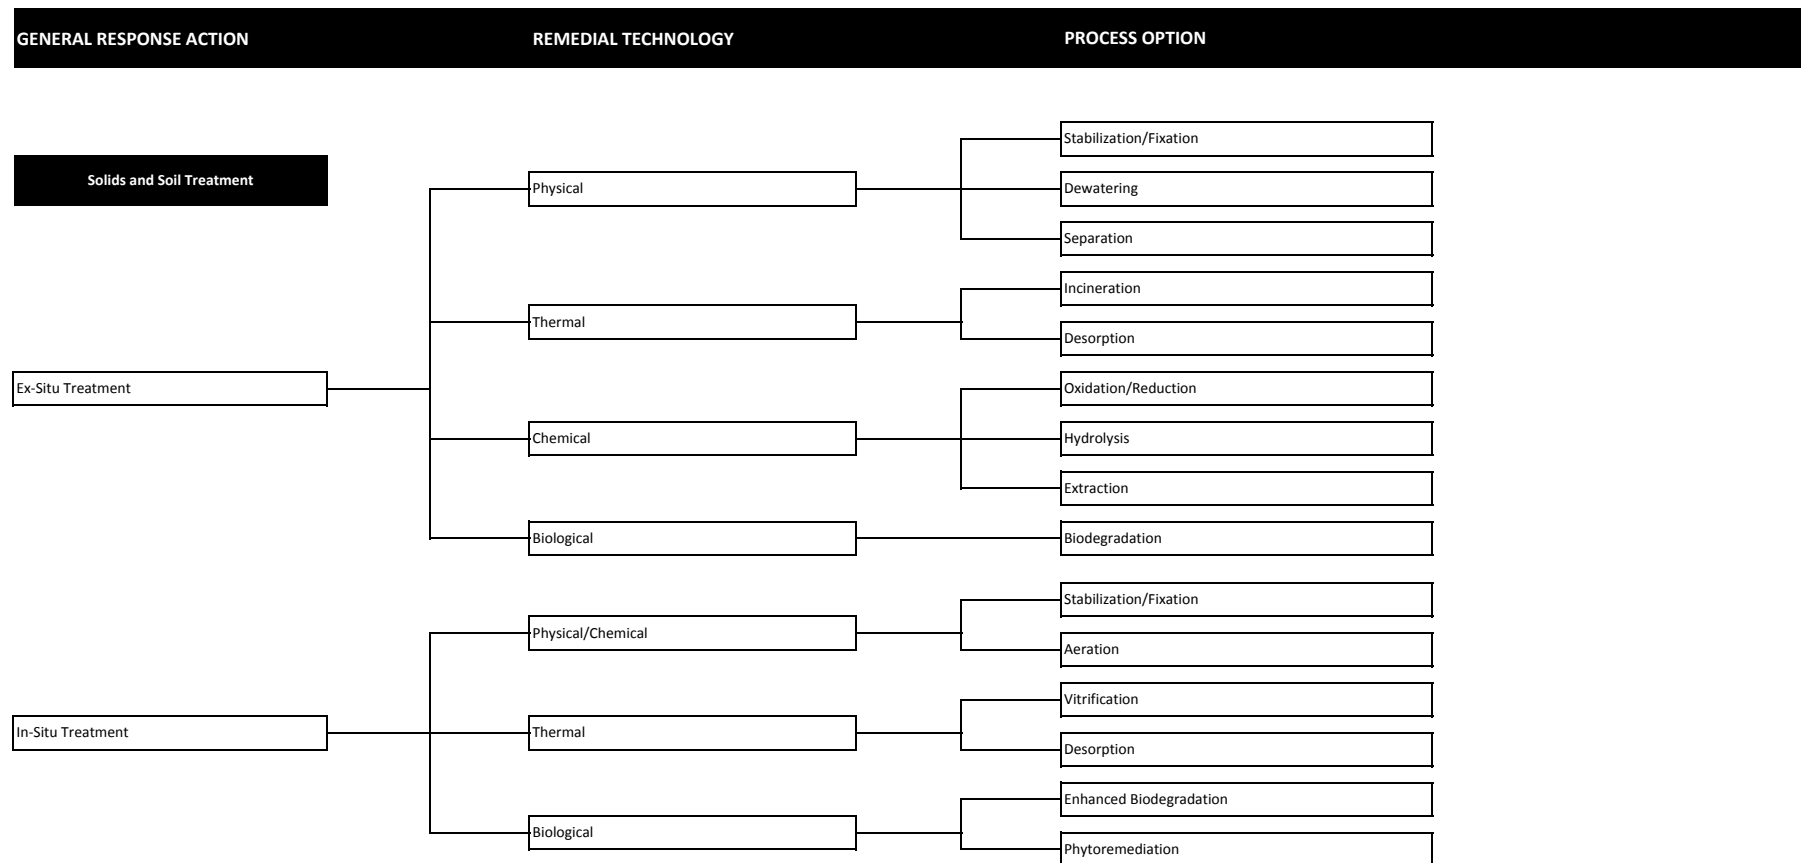 GENERAL RESPONSE ACTION
REMEDIAL TECHNOLOGY
PROCESS OPTION
Solids and Soil Treatment
Ex-Situ Treatment
Physical
Stabilization/Fixation
Dewatering
Separation
Thermal
Incineration
Desorption
Chemical
Oxidation/Reduction
Hydrolysis
Extraction
Biological
Biodegradation
In-Situ Treatment
Physical/Chemical
Stabilization/Fixation
Aeration
Thermal
Vitrification
Desorption
Biological
Enhanced Biodegradation
Phytoremediation